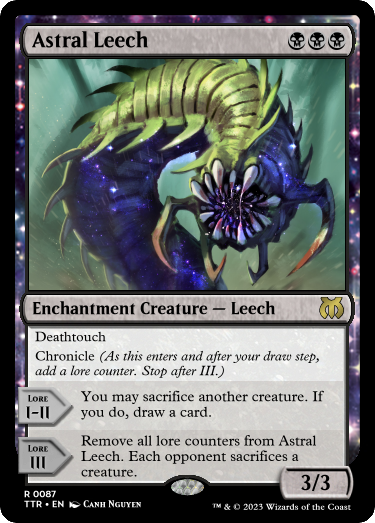 Astral Leech
Enchantment Creature — Leech
Deathtouch
Chronicle (As this enters and after your draw step,
add a lore counter. Stop after III.)
LORE
I-II
You may sacrifice another creature. If
you do, draw a card.
LORE
III
Remove all lore counters from Astral
Leech. Each opponent sacrifices a
creature.
3/3
R 0087
TTR • EN Canh Nguyen
™ & © 2023 Wizards of the Coast